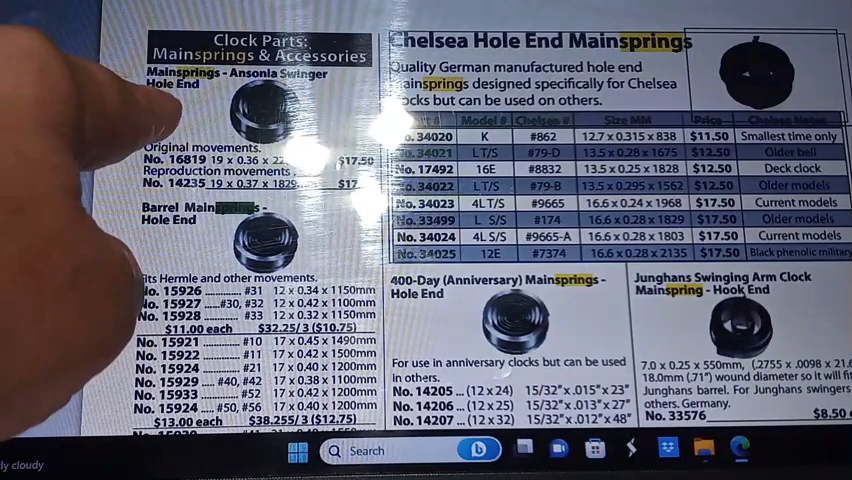 Clock Parts:
Mainsprings & Accessories
Mainsprings - Ansonia Swinger
Hole End
Original movements.
No. 16819 19 x 0.36 x 22 $17.50
Reproduction movements
No. 14235 19 x 0.37 x 1829 $17
Barrel Mainsprings -
Hole End
Fits Hermle and other movements.
No. 15926 ............ #31 12 x 0.34 x 1150mm
No. 15927 ......#30, #32 12 x 0.42 x 1100mm
No. 15928 ............ #33 12 x 0.32 x 1150mm
$11.00 each $32.25/3 ($10.75)
No. 15921 ............ #10 17 x 0.45 x 1490mm
No. 15922 ............ #11 17 x 0.42 x 1500mm
No. 15924 ............ #21 17 x 0.40 x 1200mm
No. 15929 ..... #40, #42 17 x 0.38 x 1100mm
No. 15933 ............ #52 17 x 0.42 x 1200mm
No. 15924 ..... #50, #56 17 x 0.40 x 1200mm
$13.00 each $38.255/3 ($12.75)
Chelsea Hole End Mainsprings
Quality German manufactured hole end
mainsprings designed specifically for Chelsea
clocks but can be used on others.
Model # Chelsea # Size MM Price Chelsea Notes
No. 34020 K #862 12.7 x 0.315 x 838 $11.50 Smallest time only
No. 34021 LT/S #79-D 13.5 x 0.28 x 1675 $12.50 Older bell
No. 17492 16E #8832 13.5 x 0.25 x 1828 $12.50 Deck clock
No. 34022 LT/S #79-B 13.5 x 0.295 x 1562 $12.50 Older models
No. 34023 4LT/S #9665 16.6 x 0.24 x 1968 $17.50 Current models
No. 33499 L S/S #174 16.6 x 0.28 x 1829 $17.50 Older models
No. 34024 4L S/S #9665-A 16.6 x 0.28 x 1803 $17.50 Current models
No. 34025 12E #7374 16.6 x 0.28 x 2135 $17.50 Black phenolic military
400-Day (Anniversary) Mainsprings -
Hole End
For use in anniversary clocks but can be used
in others.
No. 14205 ... (12 x 24) 15/32"x.015"x 23"
No. 14206 ... (12 x 25) 15/32"x.013"x 27"
No. 14207 ... (12 x 32) 15/32"x.012"x 48"
Junghans Swinging Arm Clock
Mainspring - Hook End
7.0 x 0.25 x 550mm, (.2755 x .0098 x 21.6
18.0mm (.71") wound diameter so it will fit
Junghans barrel. For Junghans swingers
others. Germany.
No. 33576 $8.50
Search
ly cloudy